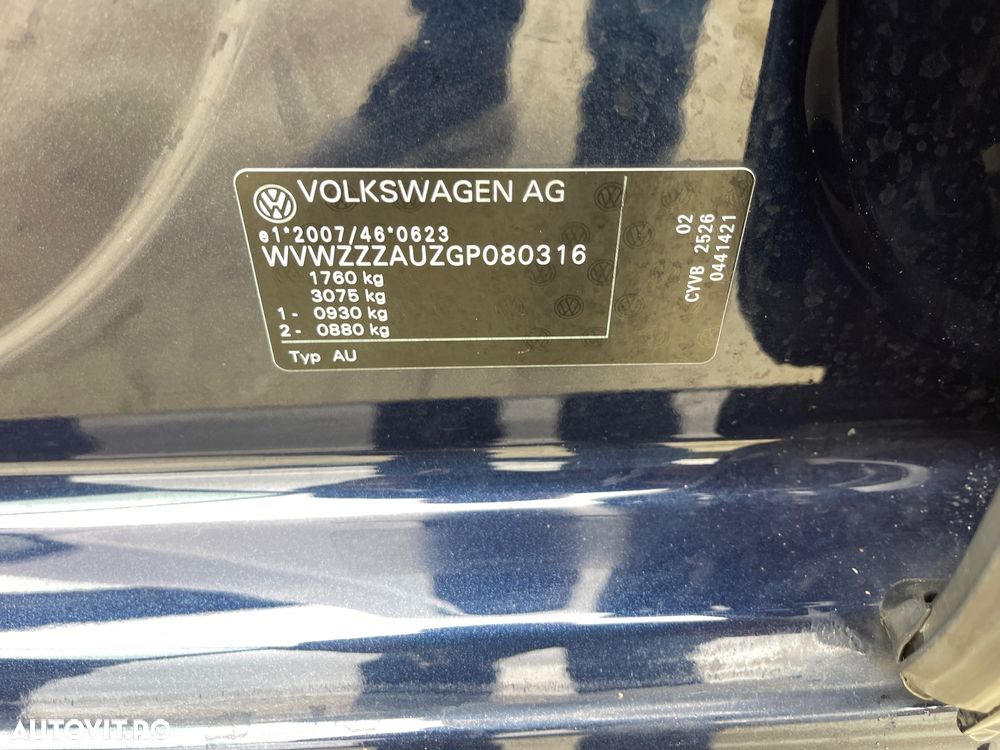 VOLKSWAGEN AG
e1*2007/46*0623
WVWZZZAUZGP080316
1760 kg
3075 kg
1- 0930 kg
2- 0880 kg
Typ AU
02
CYVB 2526
0441421
AUTOVIT.RO